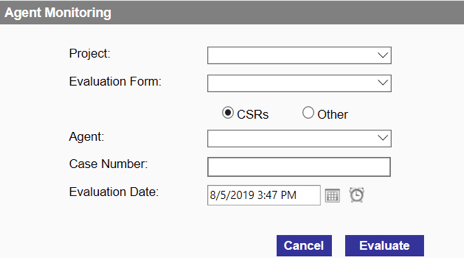 Agent Monitoring
Project:
Evaluation Form:
CSRs Other
Agent:
Case Number:
Evaluation Date: 8/5/2019 3:47 PM
Cancel Evaluate